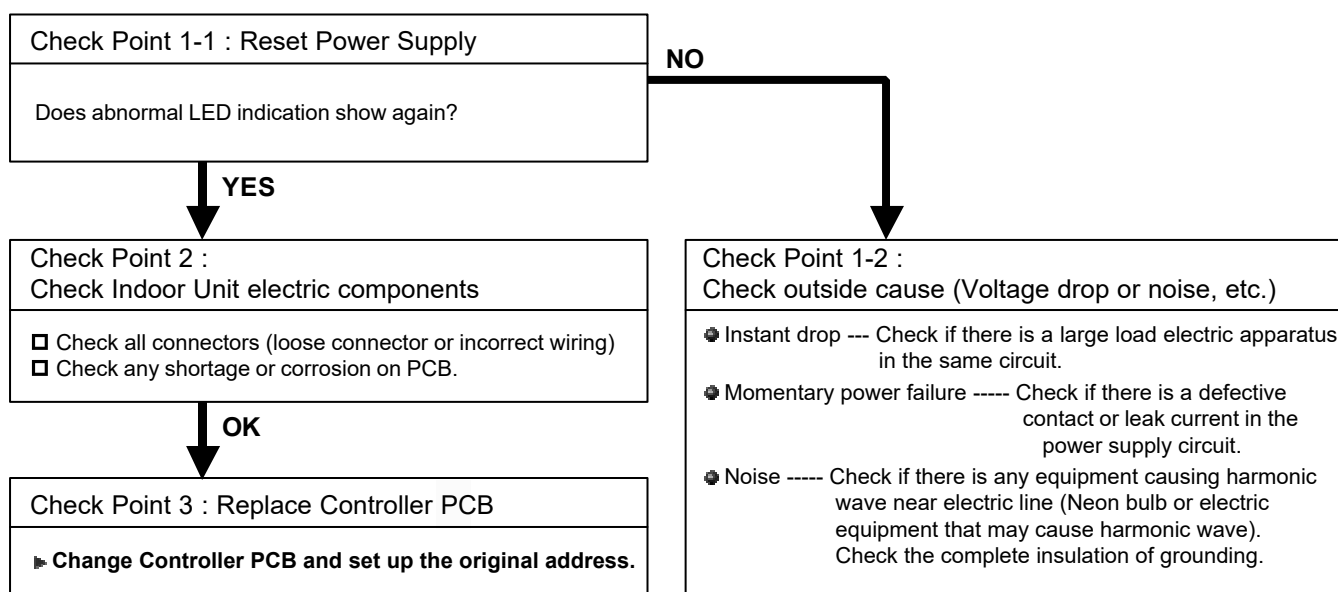 Check Point 1-1 : Reset Power Supply
Does abnormal LED indication show again?
NO
YES
Check Point 2 :
Check Indoor Unit electric components
Check all connectors (loose connector or incorrect wiring)
Check any shortage or corrosion on PCB.
OK
Check Point 3 : Replace Controller PCB
Change Controller PCB and set up the original address.
Check Point 1-2 :
Check outside cause (Voltage drop or noise, etc.)
Instant drop --- Check if there is a large load electric apparatus
in the same circuit.
Momentary power failure ----- Check if there is a defective
contact or leak current in the
power supply circuit.
Noise ----- Check if there is any equipment causing harmonic
wave near electric line (Neon bulb or electric
equipment that may cause harmonic wave).
Check the complete insulation of grounding.